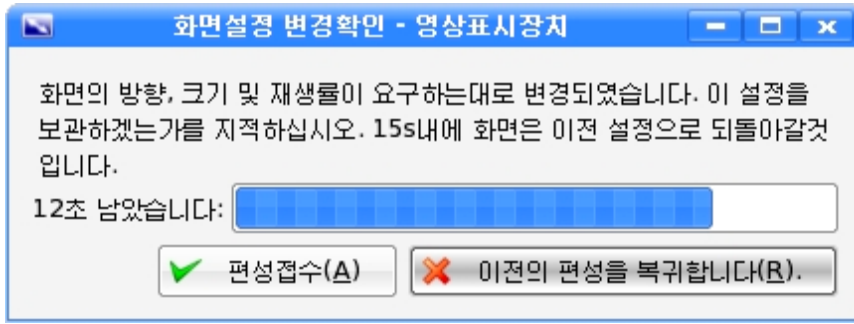 화면설정 변경확인 - 영상표시장치
화면의 방향, 크기 및 재생률이 요구하는대로 변경되였습니다. 이 설정을
보관하겠는가를 지적하십시오. 15s내에 화면은 이전 설정으로 되돌아갈것
입니다.
12초 남았습니다:
편성접수(A)
이전의 편성을 복귀합니다(R).